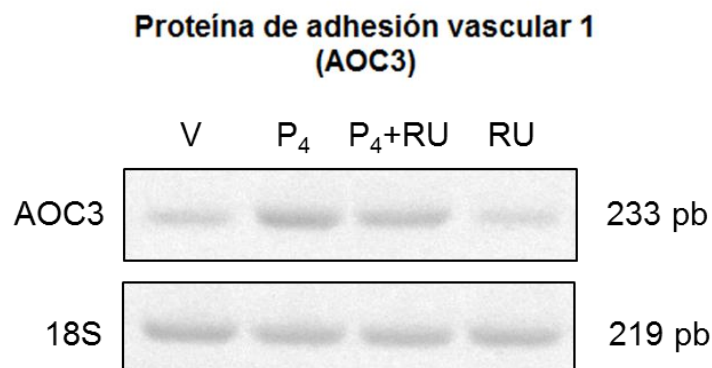 Proteína de adhesión vascular 1
(AOC3)
V P₄ P₄+RU RU
AOC3 233 pb
18S 219 pb